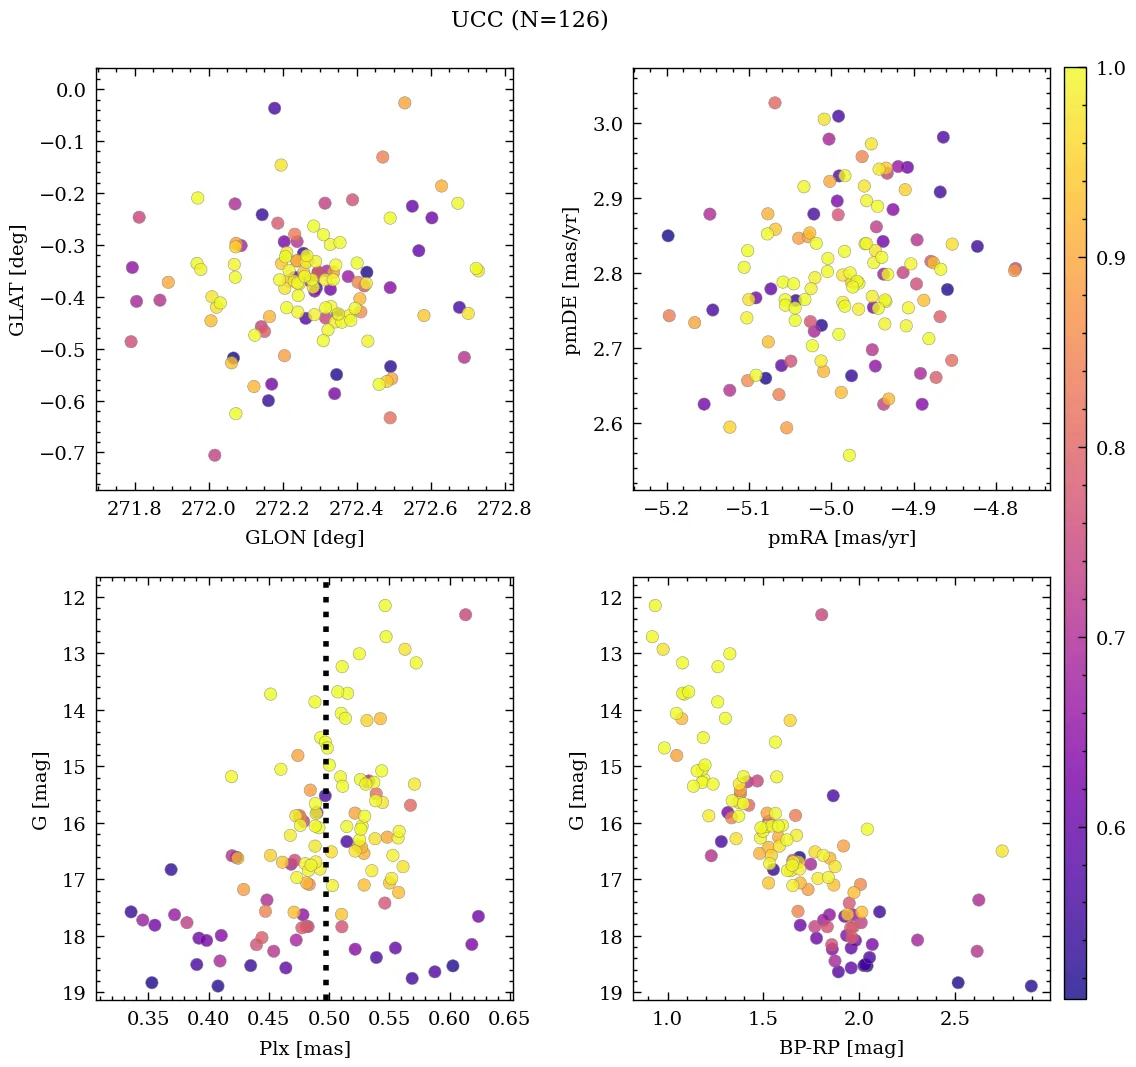 UCC (N=126)
0.0
−0.1
−0.2
−0.3
−0.4
−0.5
−0.6
−0.7
GLAT [deg]
271.8 272.0 272.2 272.4 272.6 272.8
GLON [deg]
3.0
2.9
2.8
2.7
2.6
pmDE [mas/yr]
−5.2 −5.1 −5.0 −4.9 −4.8
pmRA [mas/yr]
1.0
0.9
0.8
0.7
0.6
12
13
14
15
16
17
18
19
G [mag]
0.35 0.40 0.45 0.50 0.55 0.60 0.65
Plx [mas]
12
13
14
15
16
17
18
19
G [mag]
1.0 1.5 2.0 2.5
BP-RP [mag]